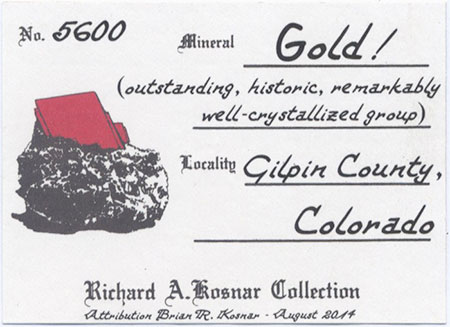 No. 5600
Mineral Gold!
(outstanding, historic, remarkably
well-crystallized group)
Locality Gilpin County,
Colorado
Richard A. Kosnar Collection
Attribution Brian R. Kosnar - August 2014